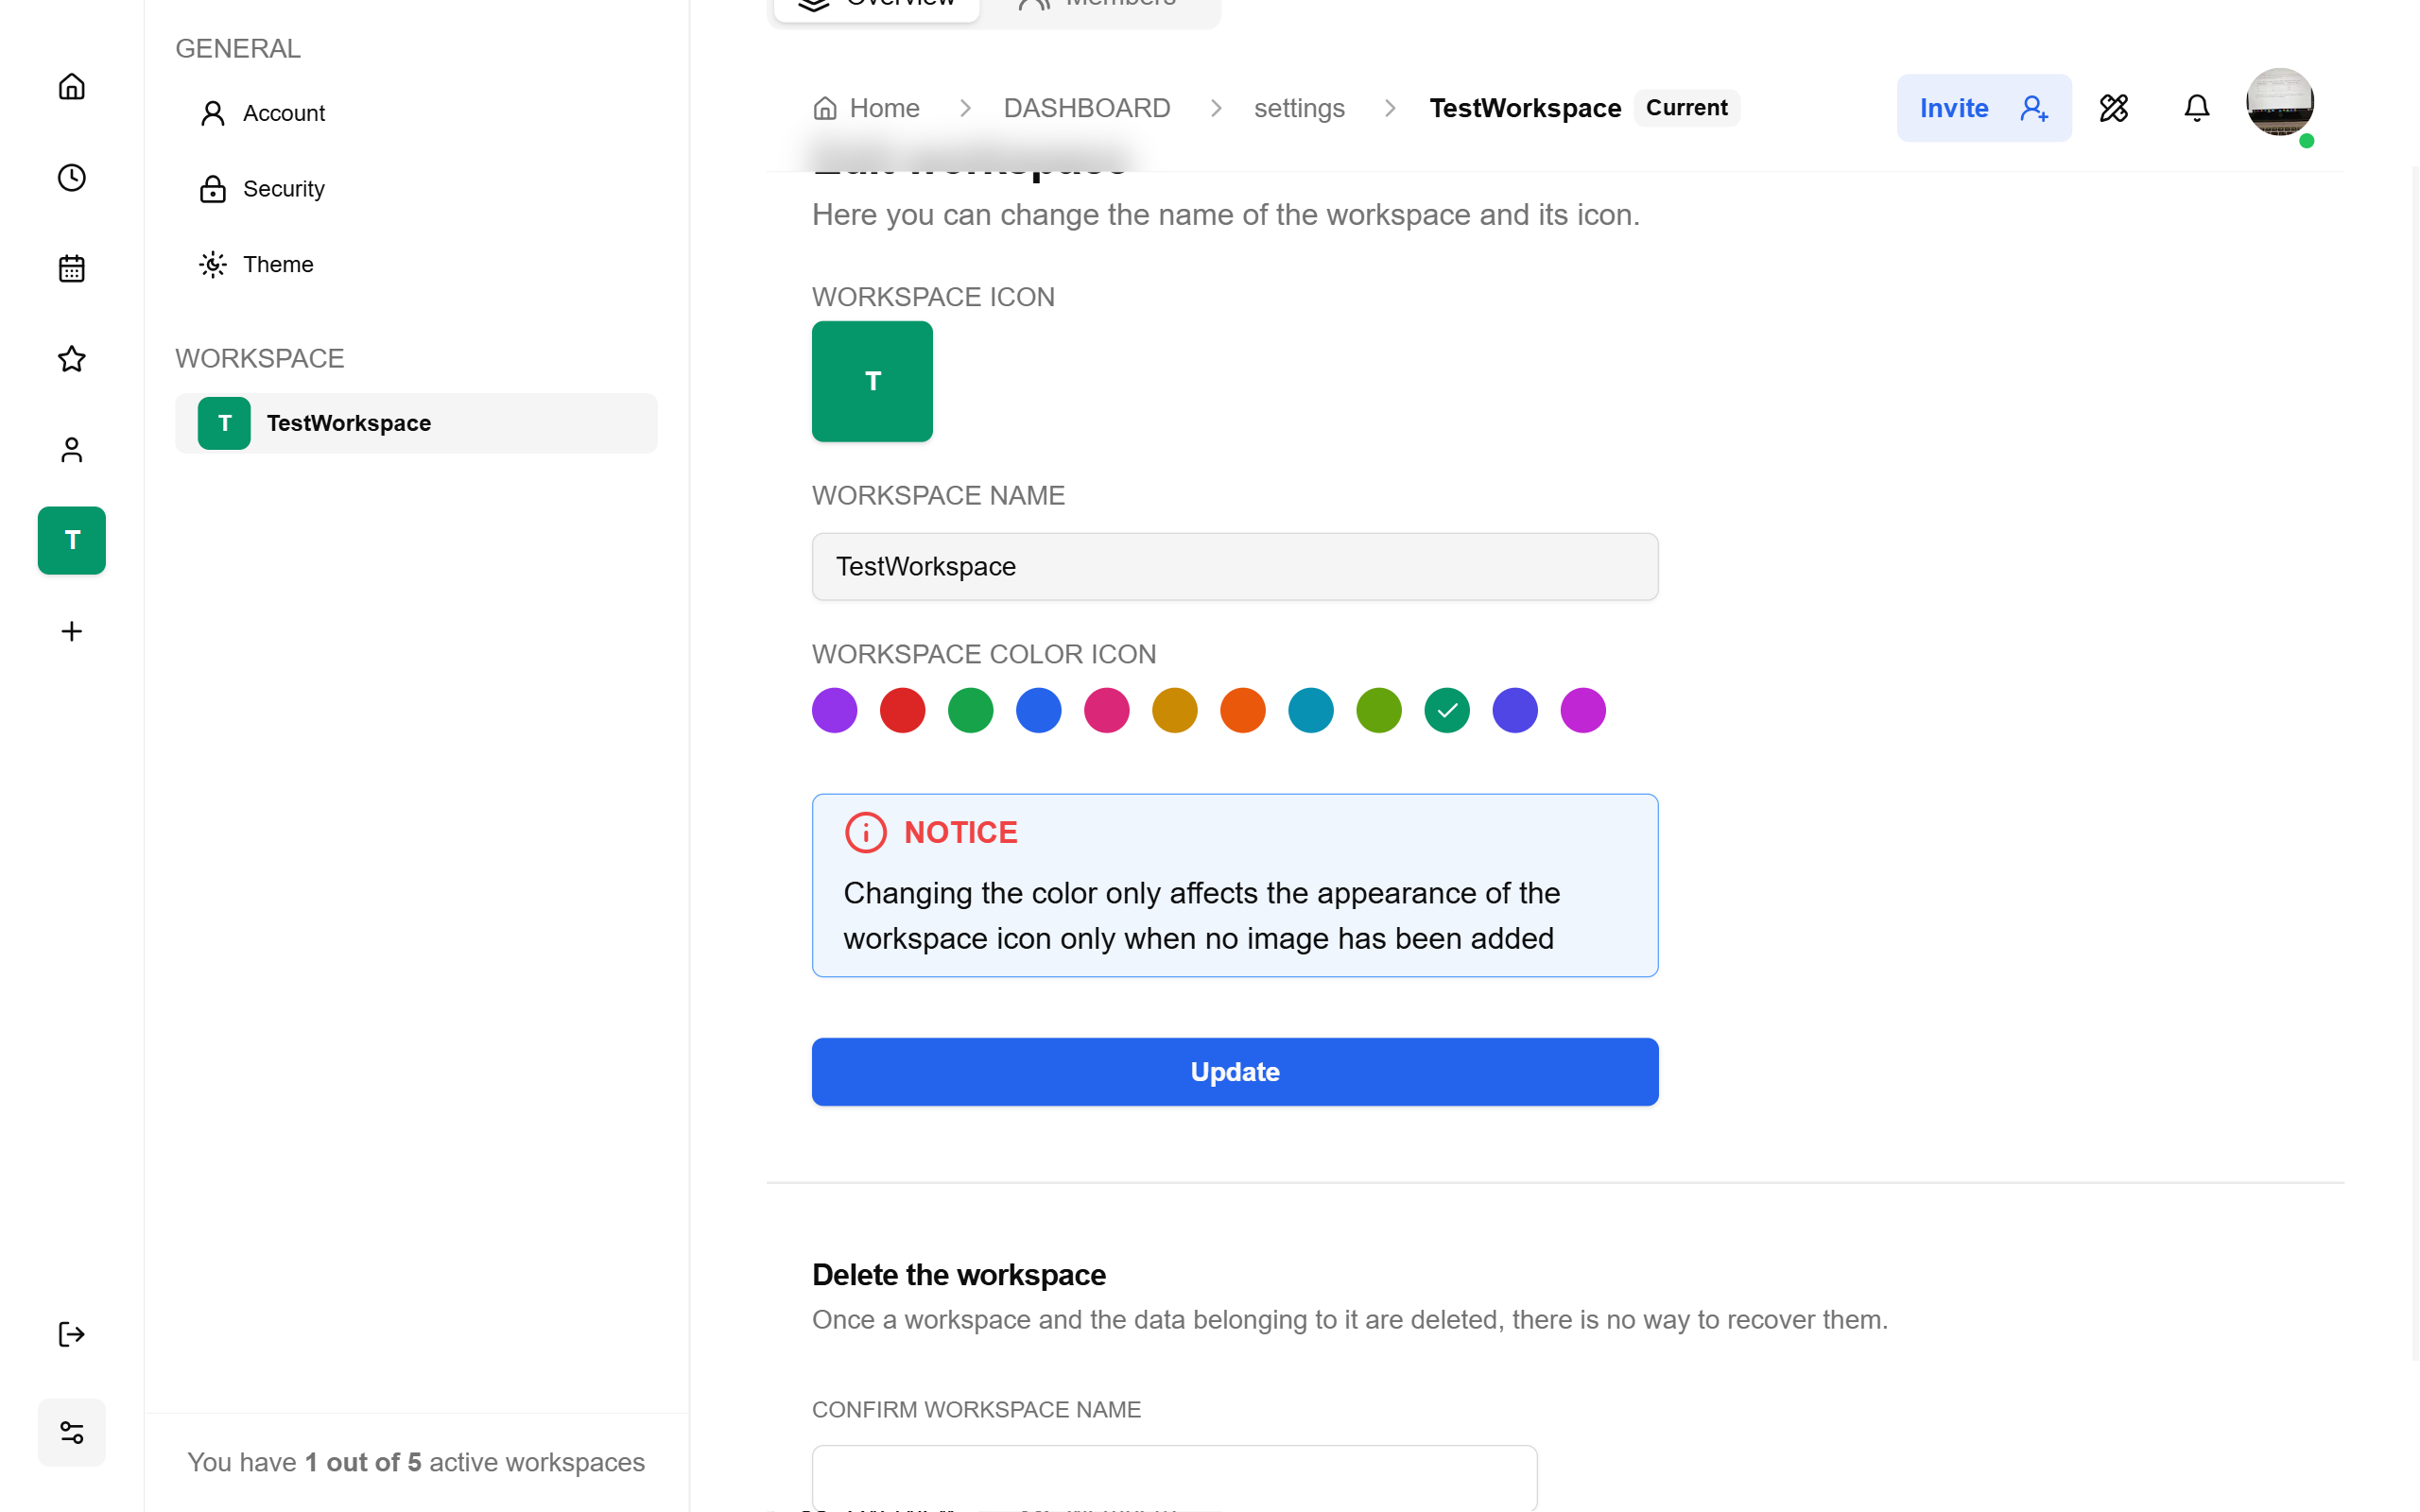 Overview
Members
GENERAL
Account
Security
Theme
WORKSPACE
T TestWorkspace
T
You have 1 out of 5 active workspaces
Home DASHBOARD settings TestWorkspace Current
Invite
Edit workspace
Here you can change the name of the workspace and its icon.
WORKSPACE ICON
T
WORKSPACE NAME
TestWorkspace
WORKSPACE COLOR ICON
NOTICE
Changing the color only affects the appearance of the
workspace icon only when no image has been added
Update
Delete the workspace
Once a workspace and the data belonging to it are deleted, there is no way to recover them.
CONFIRM WORKSPACE NAME